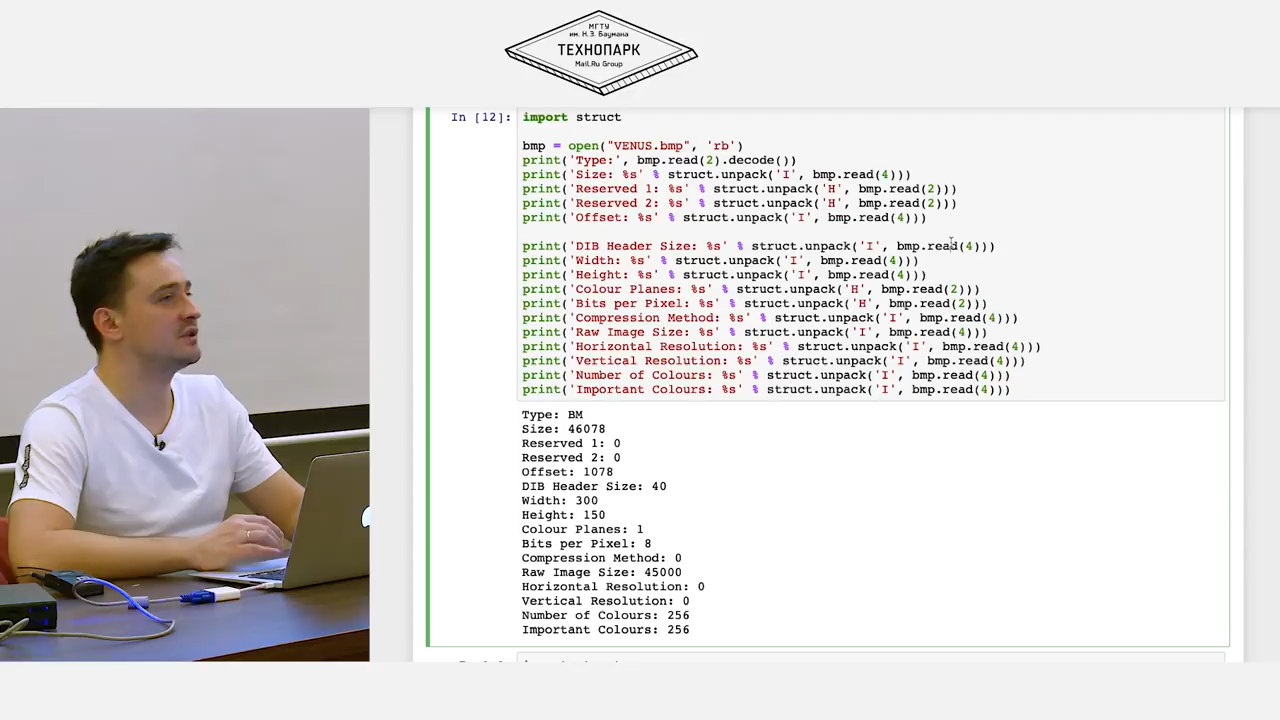 МГТУ
им. Н.Э. Баумана
ТЕХНОПАРК
Mail.Ru Group
In [12]:
import struct
bmp = open("VENUS.bmp", 'rb')
print('Type:', bmp.read(2).decode())
print('Size: %s' % struct.unpack('I', bmp.read(4)))
print('Reserved 1: %s' % struct.unpack('H', bmp.read(2)))
print('Reserved 2: %s' % struct.unpack('H', bmp.read(2)))
print('Offset: %s' % struct.unpack('I', bmp.read(4)))
print('DIB Header Size: %s' % struct.unpack('I', bmp.read(4)))
print('Width: %s' % struct.unpack('I', bmp.read(4)))
print('Height: %s' % struct.unpack('I', bmp.read(4)))
print('Colour Planes: %s' % struct.unpack('H', bmp.read(2)))
print('Bits per Pixel: %s' % struct.unpack('H', bmp.read(2)))
print('Compression Method: %s' % struct.unpack('I', bmp.read(4)))
print('Raw Image Size: %s' % struct.unpack('I', bmp.read(4)))
print('Horizontal Resolution: %s' % struct.unpack('I', bmp.read(4)))
print('Vertical Resolution: %s' % struct.unpack('I', bmp.read(4)))
print('Number of Colours: %s' % struct.unpack('I', bmp.read(4)))
print('Important Colours: %s' % struct.unpack('I', bmp.read(4)))
Type: BM
Size: 46078
Reserved 1: 0
Reserved 2: 0
Offset: 1078
DIB Header Size: 40
Width: 300
Height: 150
Colour Planes: 1
Bits per Pixel: 8
Compression Method: 0
Raw Image Size: 45000
Horizontal Resolution: 0
Vertical Resolution: 0
Number of Colours: 256
Important Colours: 256